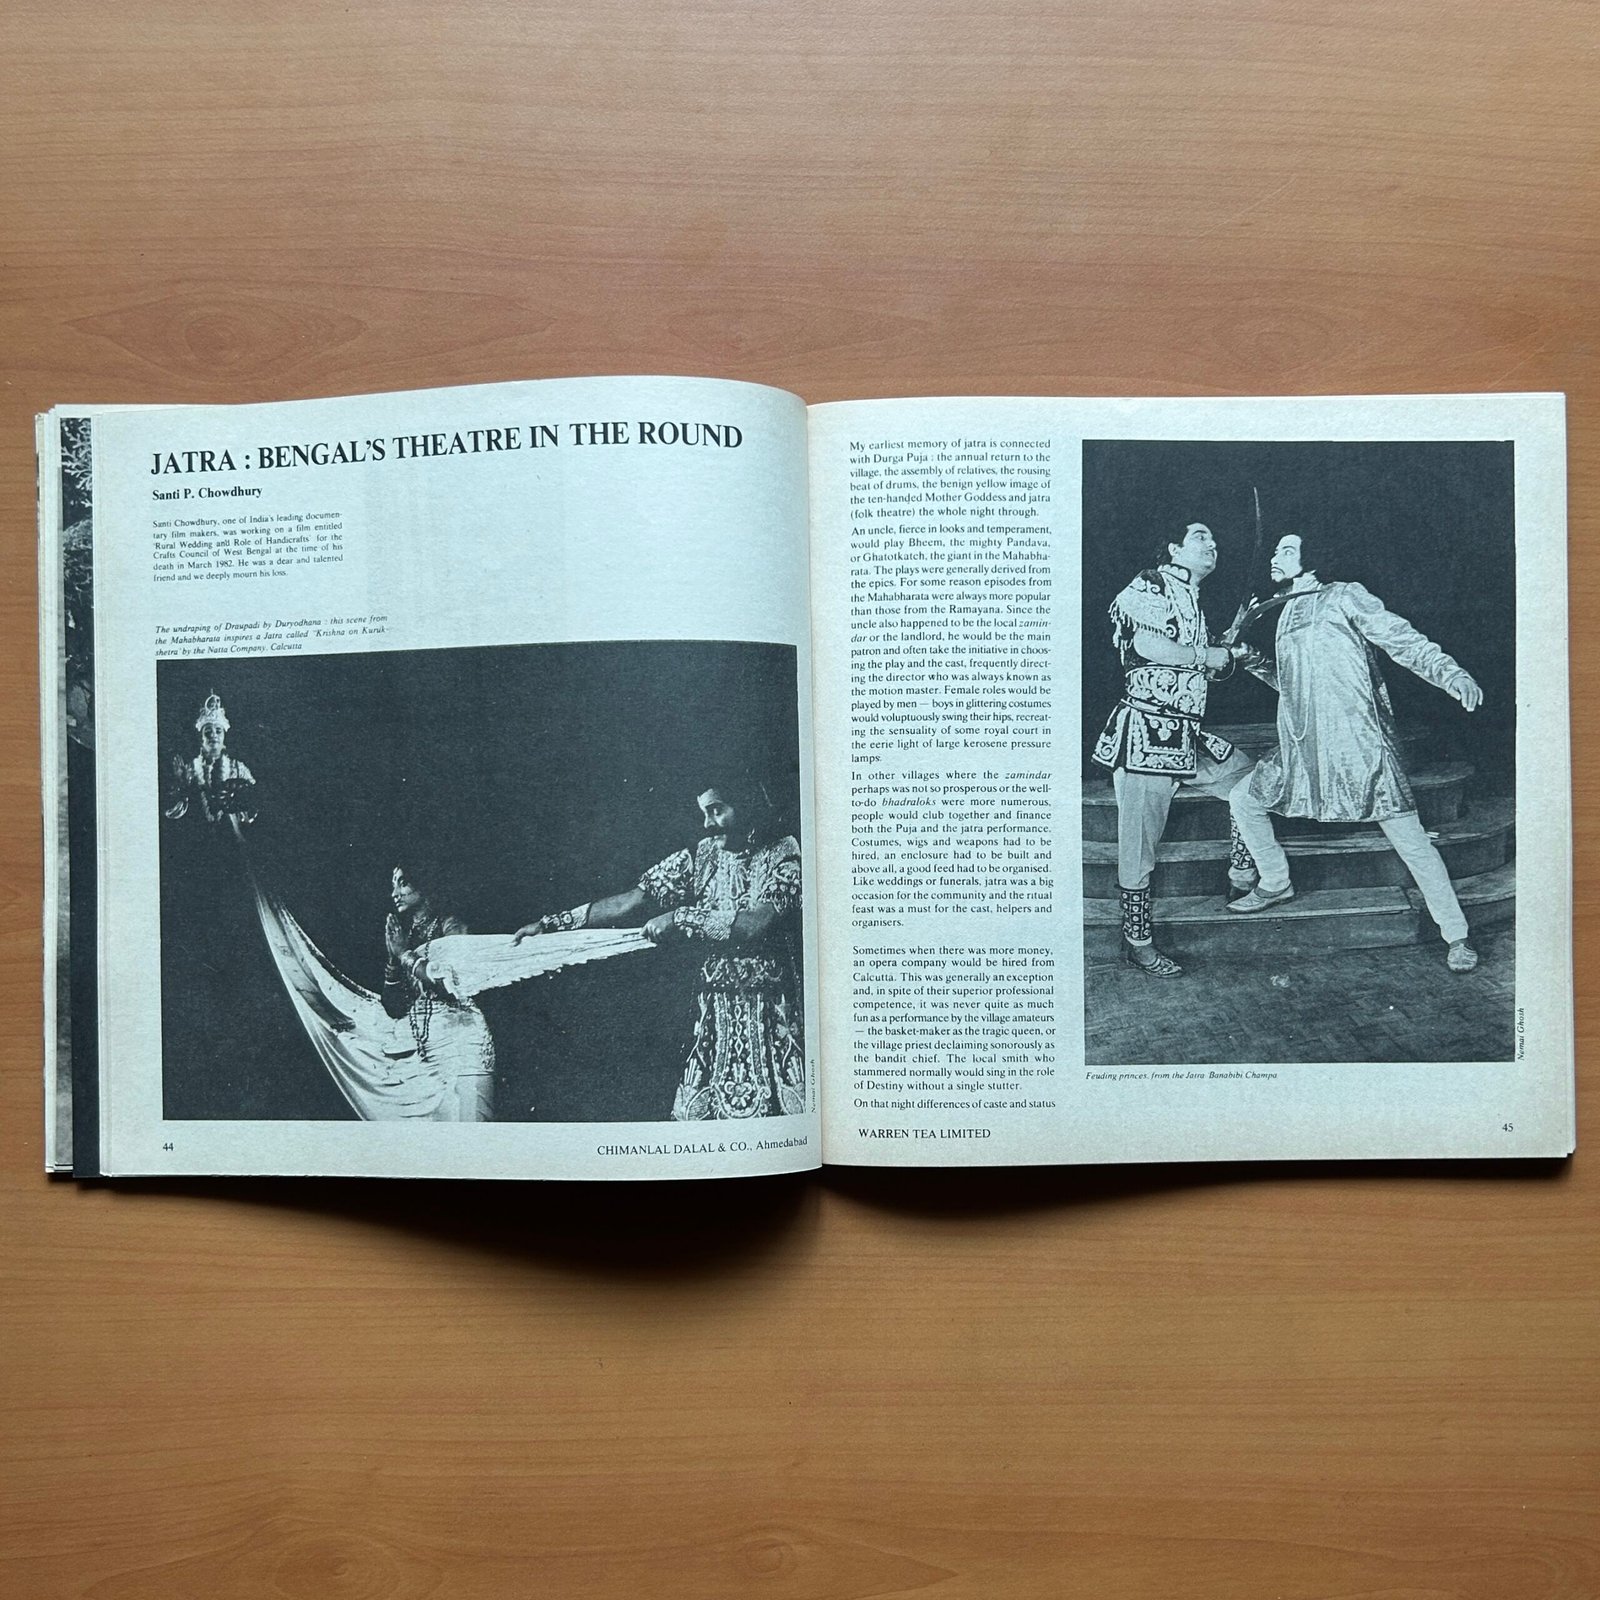 JATRA : BENGAL'S THEATRE IN THE ROUND
Santi P. Chowdhury
Santi Chowdhury, one of India's leading documen-
tary film makers, was working on a film entitled
'Rural Wedding and Role of Handicrafts' for the
Crafts Council of West Bengal at the time of his
death in March 1982. He was a dear and talented
friend and we deeply mourn his loss.
The undraping of Draupadi by Duryodhana : this scene from
the Mahabharata inspires a Jatra called "Krishna on Kuruk-
shetra' by the Natta Company, Calcutta
Nemai Ghosh
44
CHIMANLAL DALAL & CO., Ahmedabad
My earliest memory of jatra is connected
with Durga Puja : the annual return to the
village, the assembly of relatives, the rousing
beat of drums, the benign yellow image of
the ten-handed Mother Goddess and jatra
(folk theatre) the whole night through.
An uncle, fierce in looks and temperament,
would play Bheem, the mighty Pandava,
or Ghatotkatch, the giant in the Mahabha-
rata. The plays were generally derived from
the epics. For some reason episodes from
the Mahabharata were always more popular
than those from the Ramayana. Since the
uncle also happened to be the local zamin-
dar or the landlord, he would be the main
patron and often take the initiative in choos-
ing the play and the cast, frequently direct-
ing the director who was always known as
the motion master. Female roles would be
played by men — boys in glittering costumes
would voluptuously swing their hips, recreat-
ing the sensuality of some royal court in
the eerie light of large kerosene pressure
lamps.
In other villages where the zamindar
perhaps was not so prosperous or the well-
to-do bhadraloks were more numerous,
people would club together and finance
both the Puja and the jatra performance.
Costumes, wigs and weapons had to be
hired, an enclosure had to be built and
above all, a good feed had to be organised.
Like weddings or funerals, jatra was a big
occasion for the community and the ritual
feast was a must for the cast, helpers and
organisers.
Sometimes when there was more money,
an opera company would be hired from
Calcutta. This was generally an exception
and, in spite of their superior professional
competence, it was never quite as much
fun as a performance by the village amateurs
— the basket-maker as the tragic queen, or
the village priest declaiming sonorously as
the bandit chief. The local smith who
stammered normally would sing in the role
of Destiny without a single stutter.
On that night differences of caste and status
Nemai Ghosh
Feuding princes, from the Jatra Banabibi Champa
WARREN TEA LIMITED
45